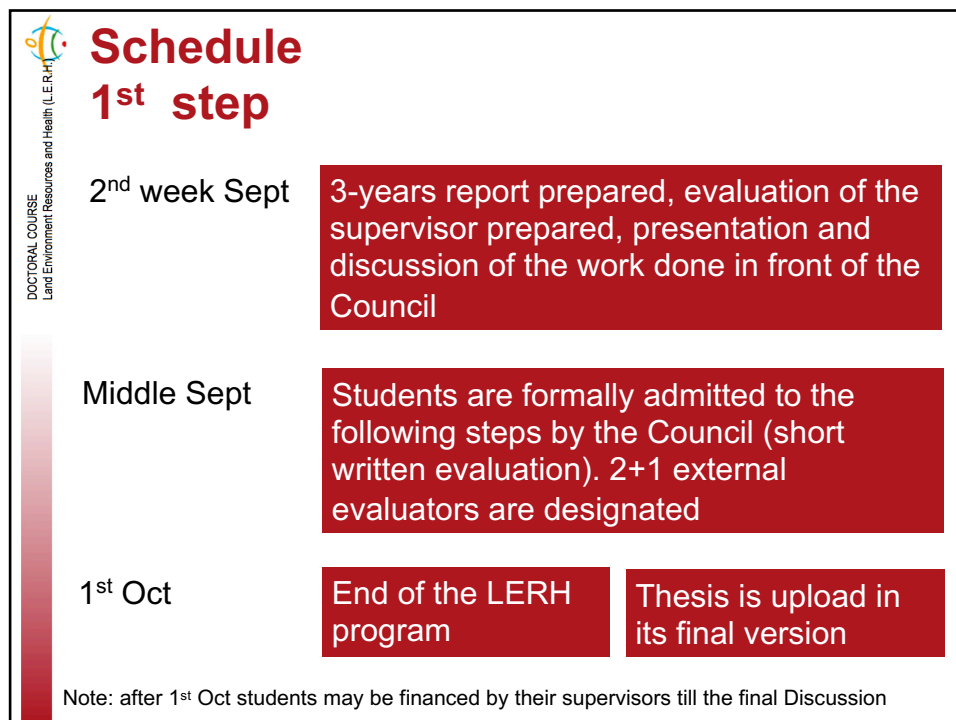 DOCTORAL COURSE
Land Environment Resources and Health (L.E.R.H.)
Schedule
1st step
2nd week Sept
3-years report prepared, evaluation of the
supervisor prepared, presentation and
discussion of the work done in front of the
Council
Middle Sept
Students are formally admitted to the
following steps by the Council (short
written evaluation). 2+1 external
evaluators are designated
1st Oct
End of the LERH
program
Thesis is upload in
its final version
Note: after 1st Oct students may be financed by their supervisors till the final Discussion